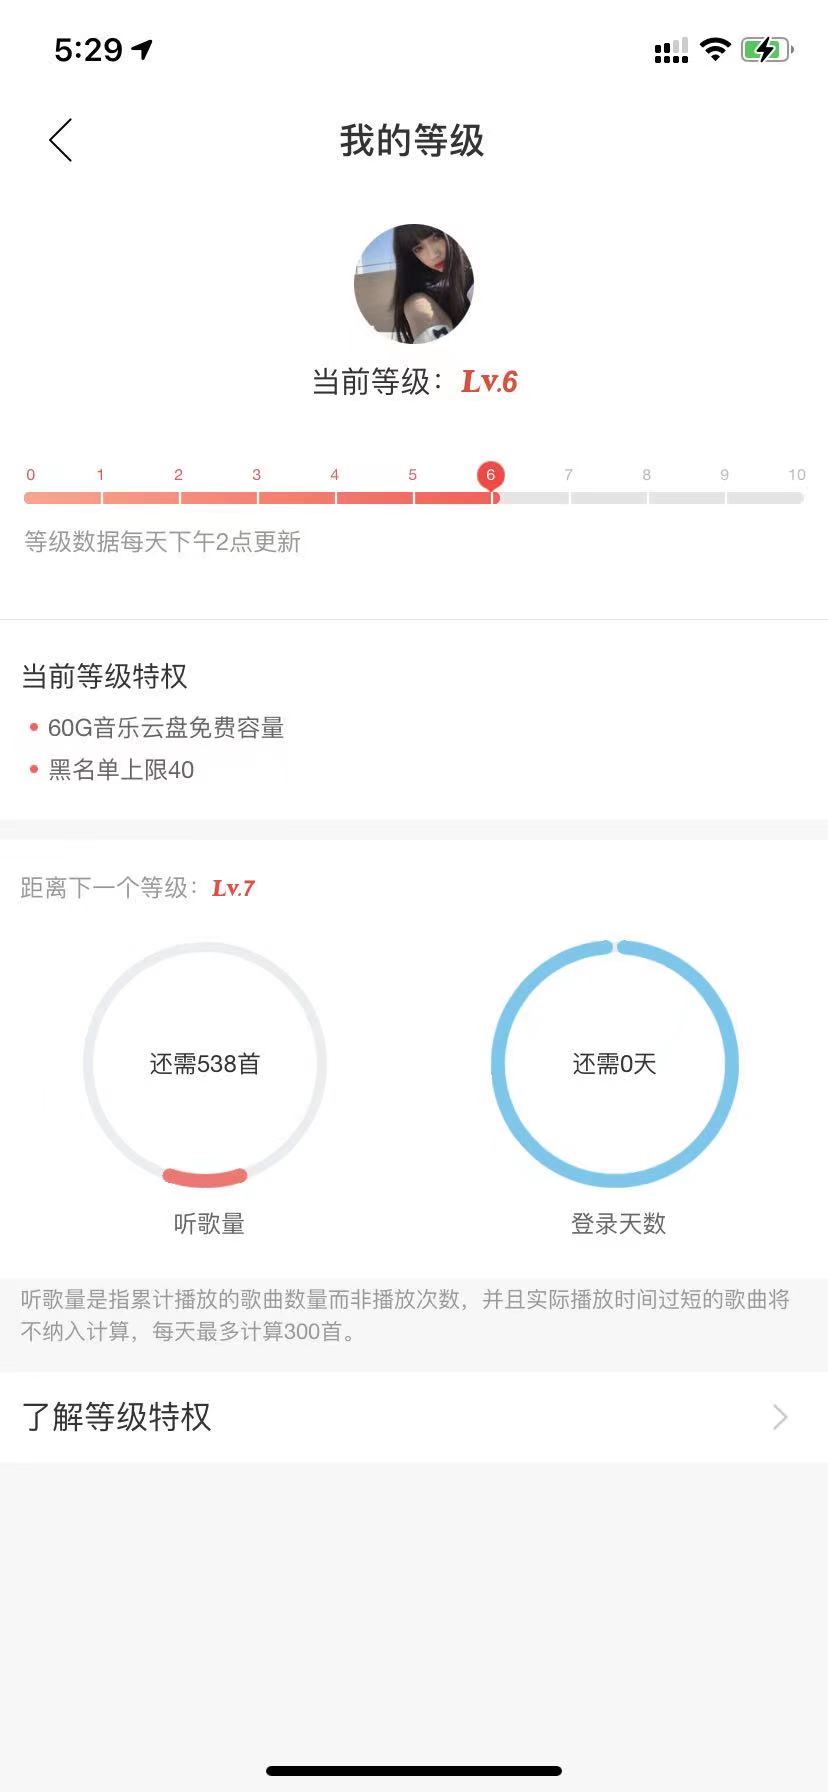 5:29
我的等级
当前等级：Lv.6
0 1 2 3 4 5 6 7 8 9 10
等级数据每天下午2点更新
当前等级特权
60G音乐云盘免费容量
黑名单上限40
距离下一个等级：Lv.7
还需538首 还需0天
听歌量 登录天数
听歌量是指累计播放的歌曲数量而非播放次数，并且实际播放时间过短的歌曲将
不纳入计算，每天最多计算300首。
了解等级特权